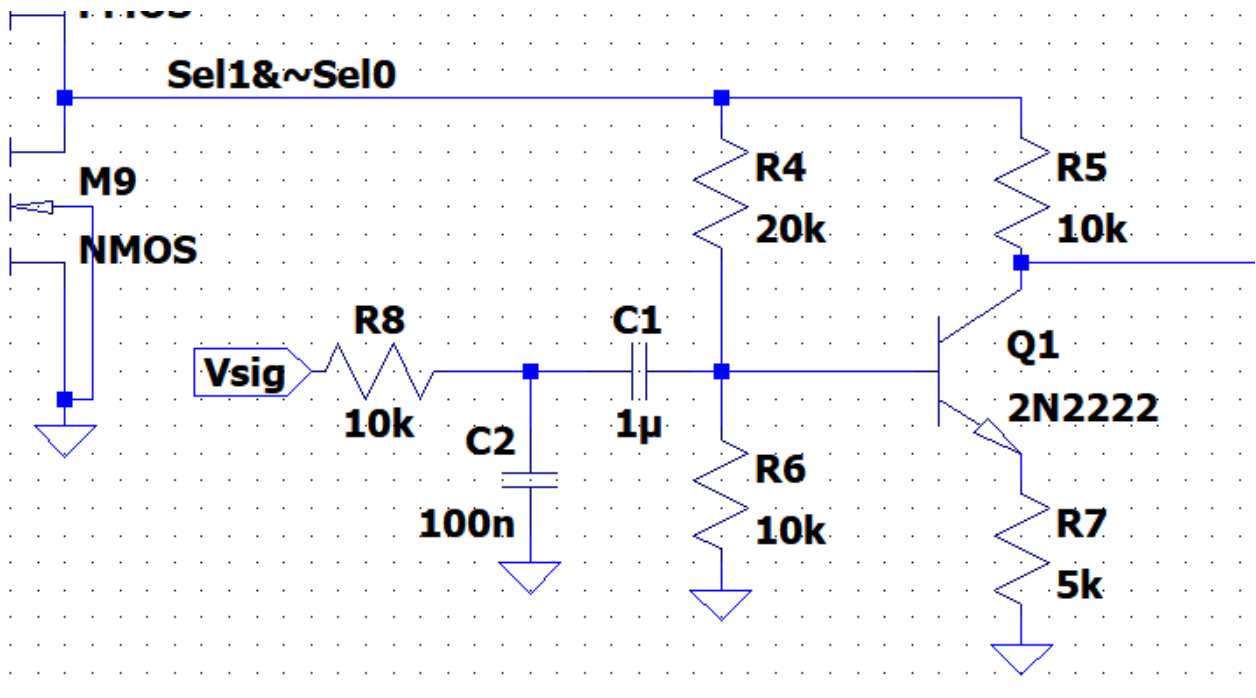 Sel1&~Sel0
R4
20k
R5
10k
M9
NMOS
R8
10k
C1
1µ
Vsig
C2
100n
Q1
2N2222
R6
10k
R7
5k